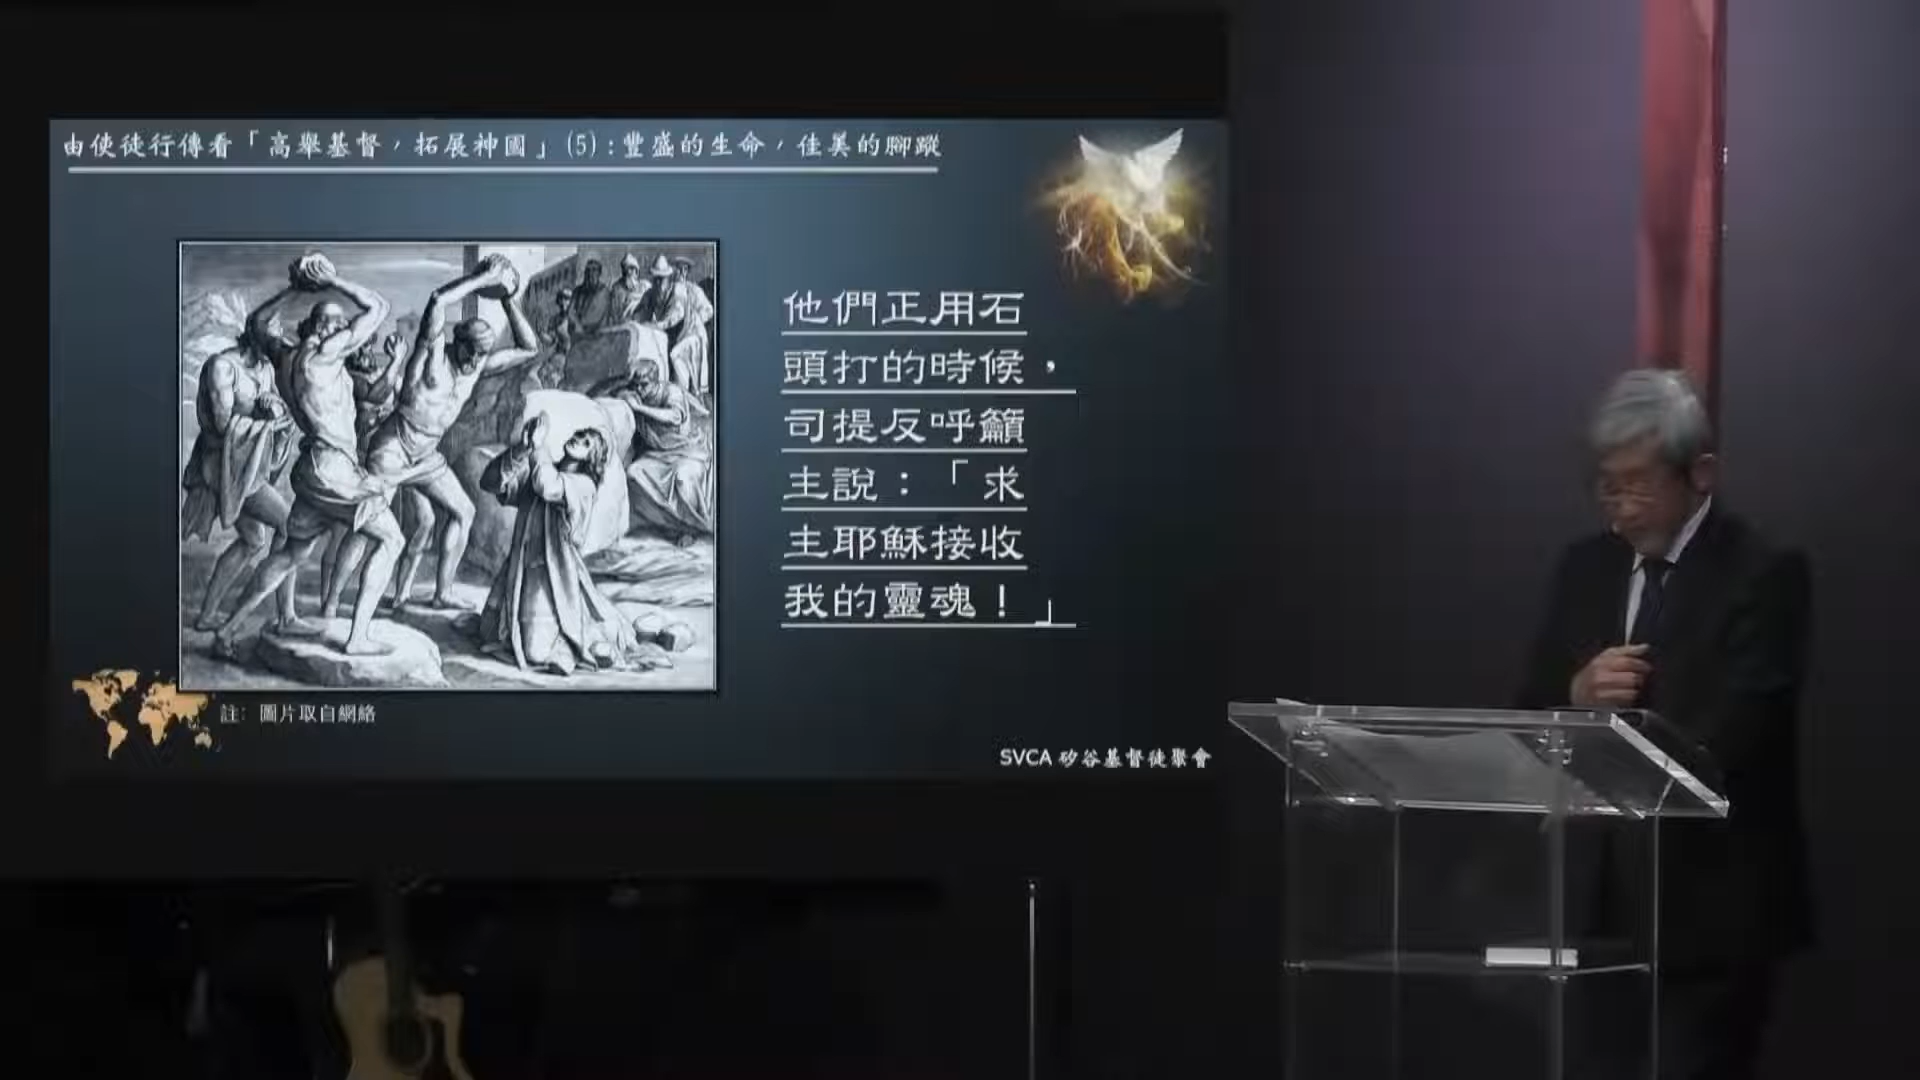 由使徒行傳看「高舉基督，拓展神國」(5):豐盛的生命，佳美的腳蹤
他們正用石
頭打的時候，
司提反呼籲
主說：「求
主耶穌接收
我的靈魂！」
註: 圖片取自網絡
SVCA 矽谷基督徒聚會